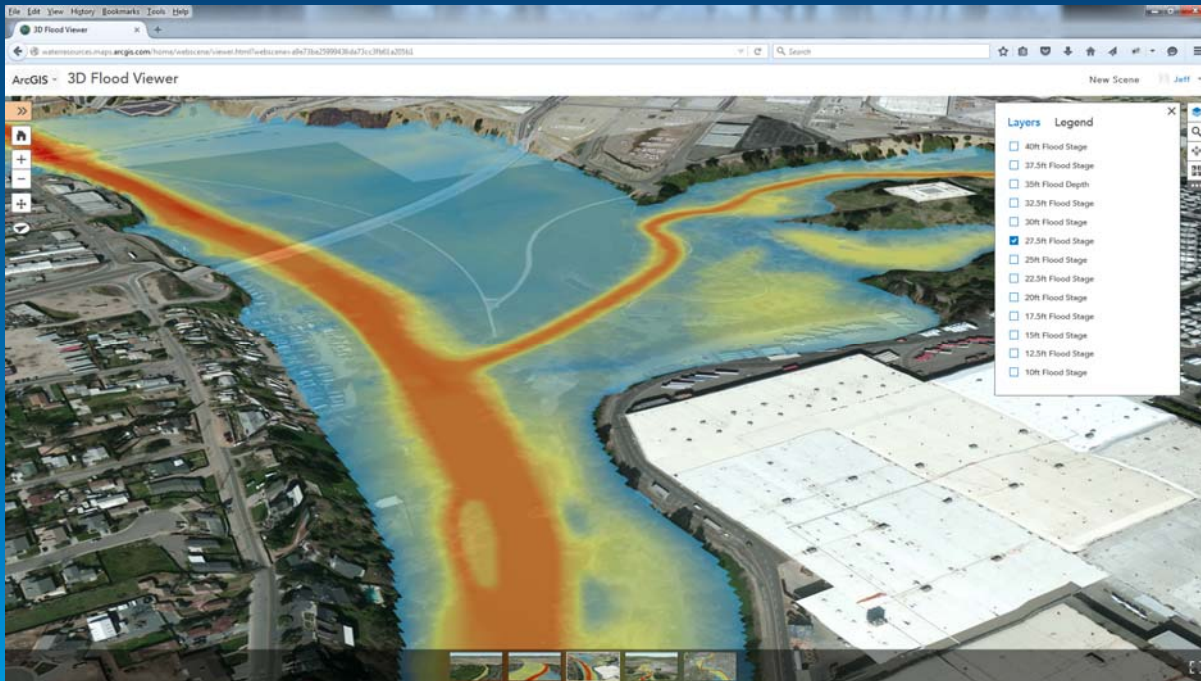 File Edit View History Bookmarks Tools Help
3D Flood Viewer
Search
ArcGIS 3D Flood Viewer
New Scene Jeff
Layers Legend
40ft Flood Stage
37.5ft Flood Stage
35ft Flood Depth
32.5ft Flood Stage
30ft Flood Stage
27.5ft Flood Stage
25ft Flood Stage
22.5ft Flood Stage
20ft Flood Stage
17.5ft Flood Stage
15ft Flood Stage
12.5ft Flood Stage
10ft Flood Stage